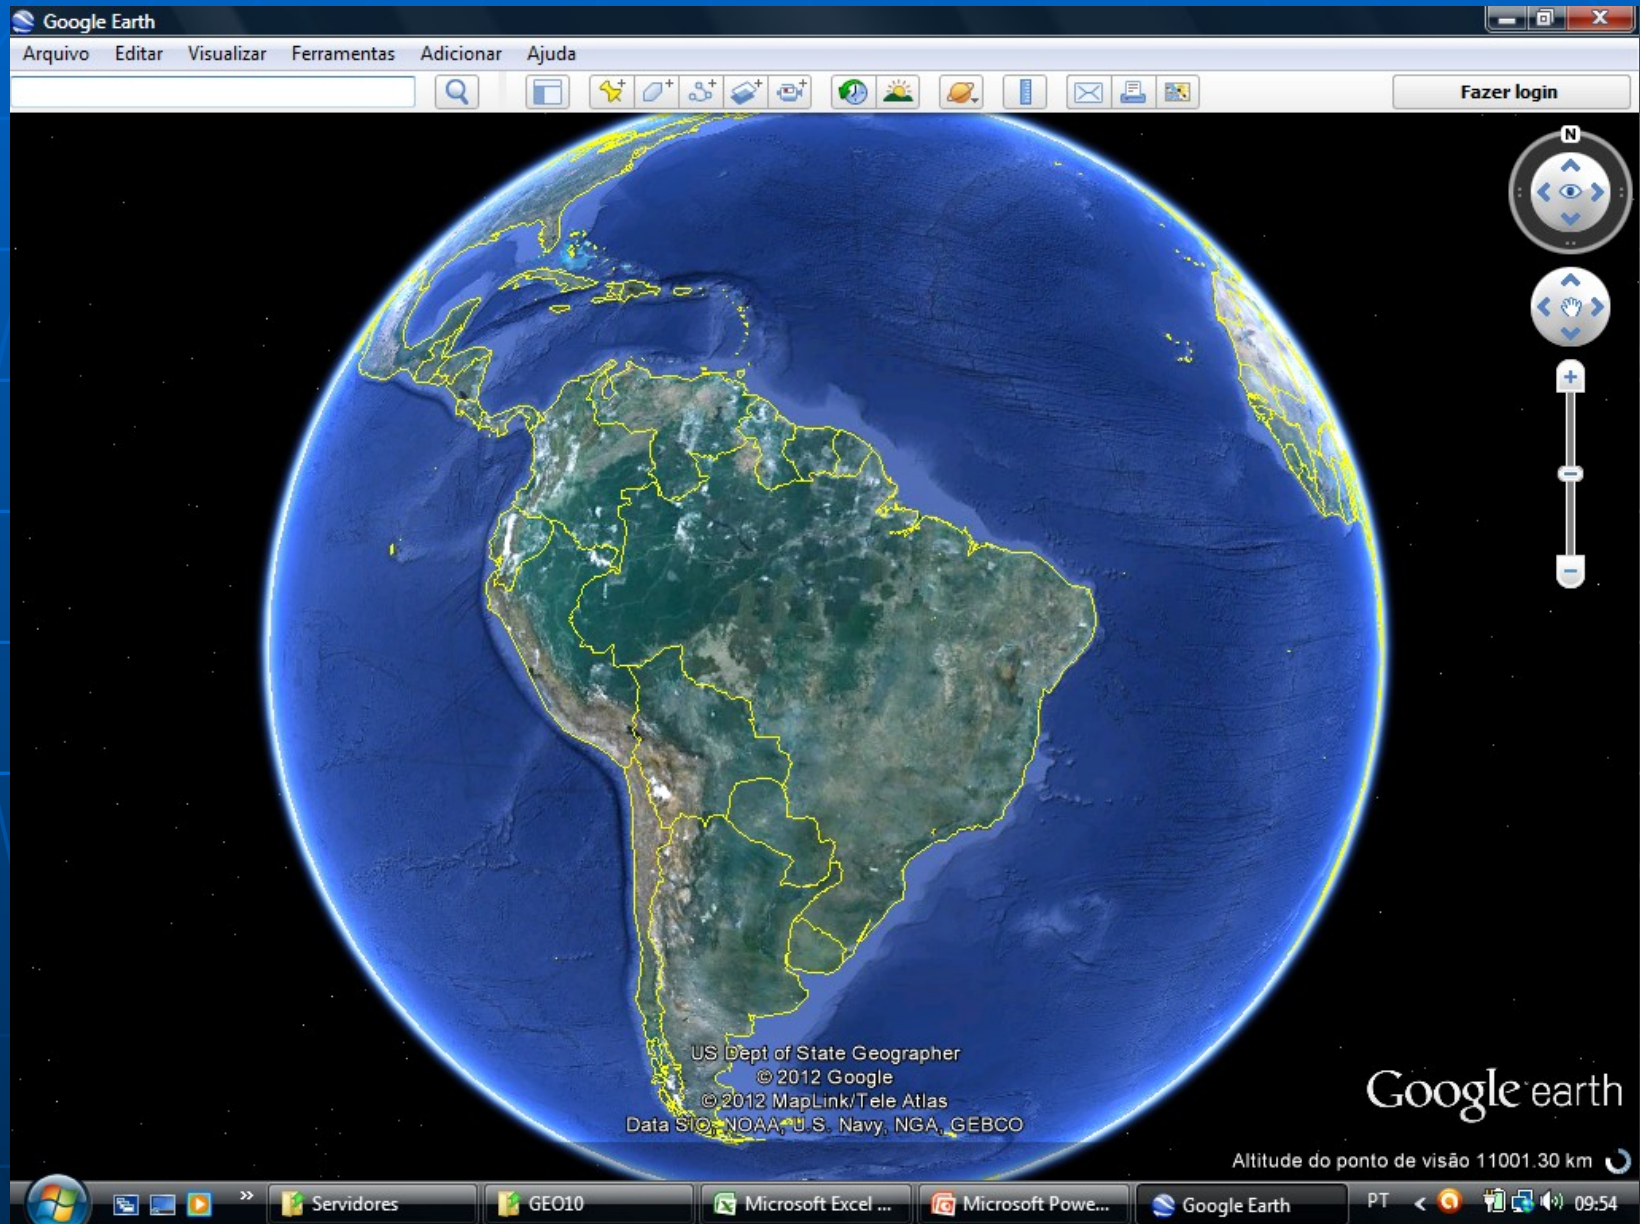 Google Earth
Arquivo Editar Visualizar Ferramentas Adicionar Ajuda
Fazer login
N
US Dept of State Geographer
© 2012 Google
© 2012 MapLink/Tele Atlas
Data SIO, NOAA, U.S. Navy, NGA, GEBCO
Google earth
Altitude do ponto de visão 11001.30 km
Servidores GEO10 Microsoft Excel ... Microsoft Powe... Google Earth PT 09:54